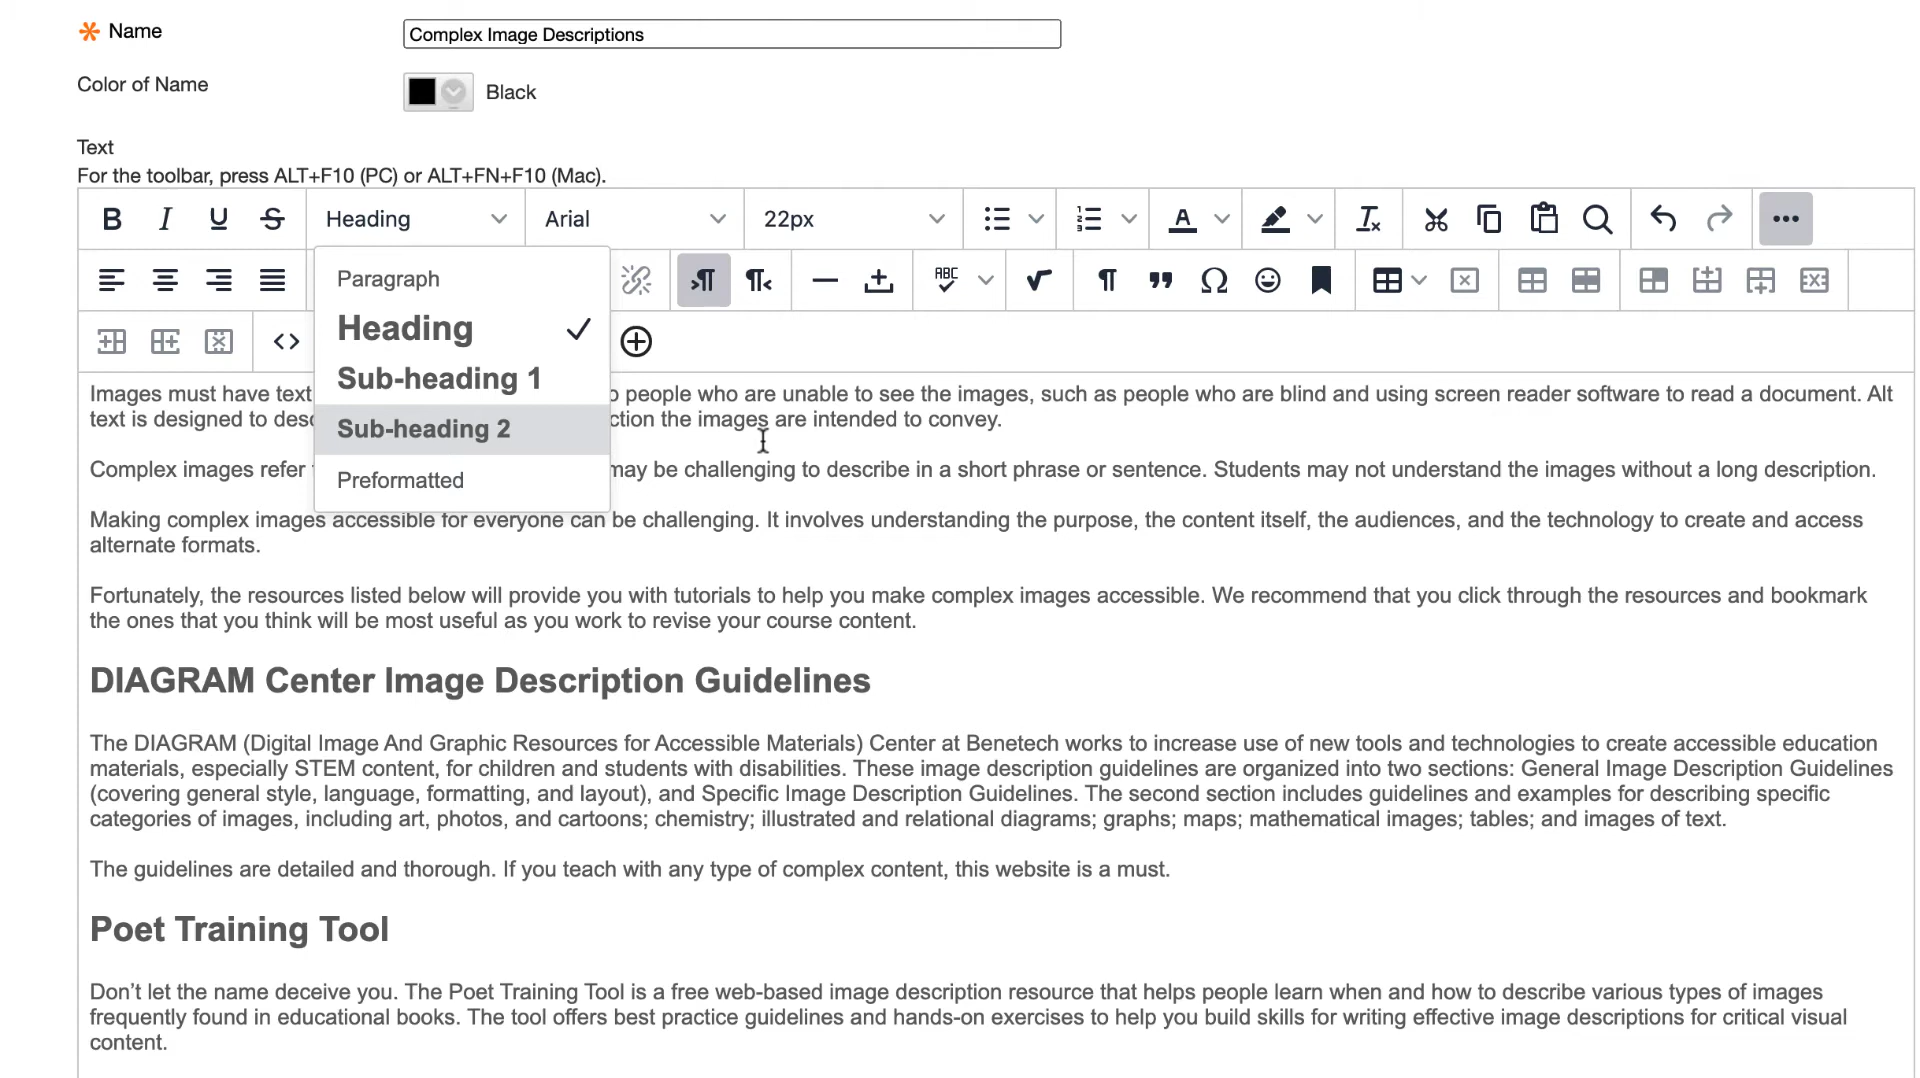 Name
Complex Image Descriptions
Color of Name
Black
Text
For the toolbar, press ALT+F10 (PC) or ALT+FN+F10 (Mac).
B I U S Heading Arial 22px
Paragraph
Heading
Sub-heading 1
Sub-heading 2
Preformatted
ABC
Images must have text people who are unable to see the images, such as people who are blind and using screen reader software to read a document. Alt
text is designed to the images are intended to convey.
Complex images refer may be challenging to describe in a short phrase or sentence. Students may not understand the images without a long description.
Making complex images accessible for everyone can be challenging. It involves understanding the purpose, the content itself, the audiences, and the technology to create and access
alternate formats.
Fortunately, the resources listed below will provide you with tutorials to help you make complex images accessible. We recommend that you click through the resources and bookmark
the ones that you think will be most useful as you work to revise your course content.
DIAGRAM Center Image Description Guidelines
The DIAGRAM (Digital Image And Graphic Resources for Accessible Materials) Center at Benetech works to increase use of new tools and technologies to create accessible education
materials, especially STEM content, for children and students with disabilities. These image description guidelines are organized into two sections: General Image Description Guidelines
(covering general style, language, formatting, and layout), and Specific Image Description Guidelines. The second section includes guidelines and examples for describing specific
categories of images, including art, photos, and cartoons; chemistry; illustrated and relational diagrams; graphs; maps; mathematical images; tables; and images of text.
The guidelines are detailed and thorough. If you teach with any type of complex content, this website is a must.
Poet Training Tool
Don’t let the name deceive you. The Poet Training Tool is a free web-based image description resource that helps people learn when and how to describe various types of images
frequently found in educational books. The tool offers best practice guidelines and hands-on exercises to help you build skills for writing effective image descriptions for critical visual
content.